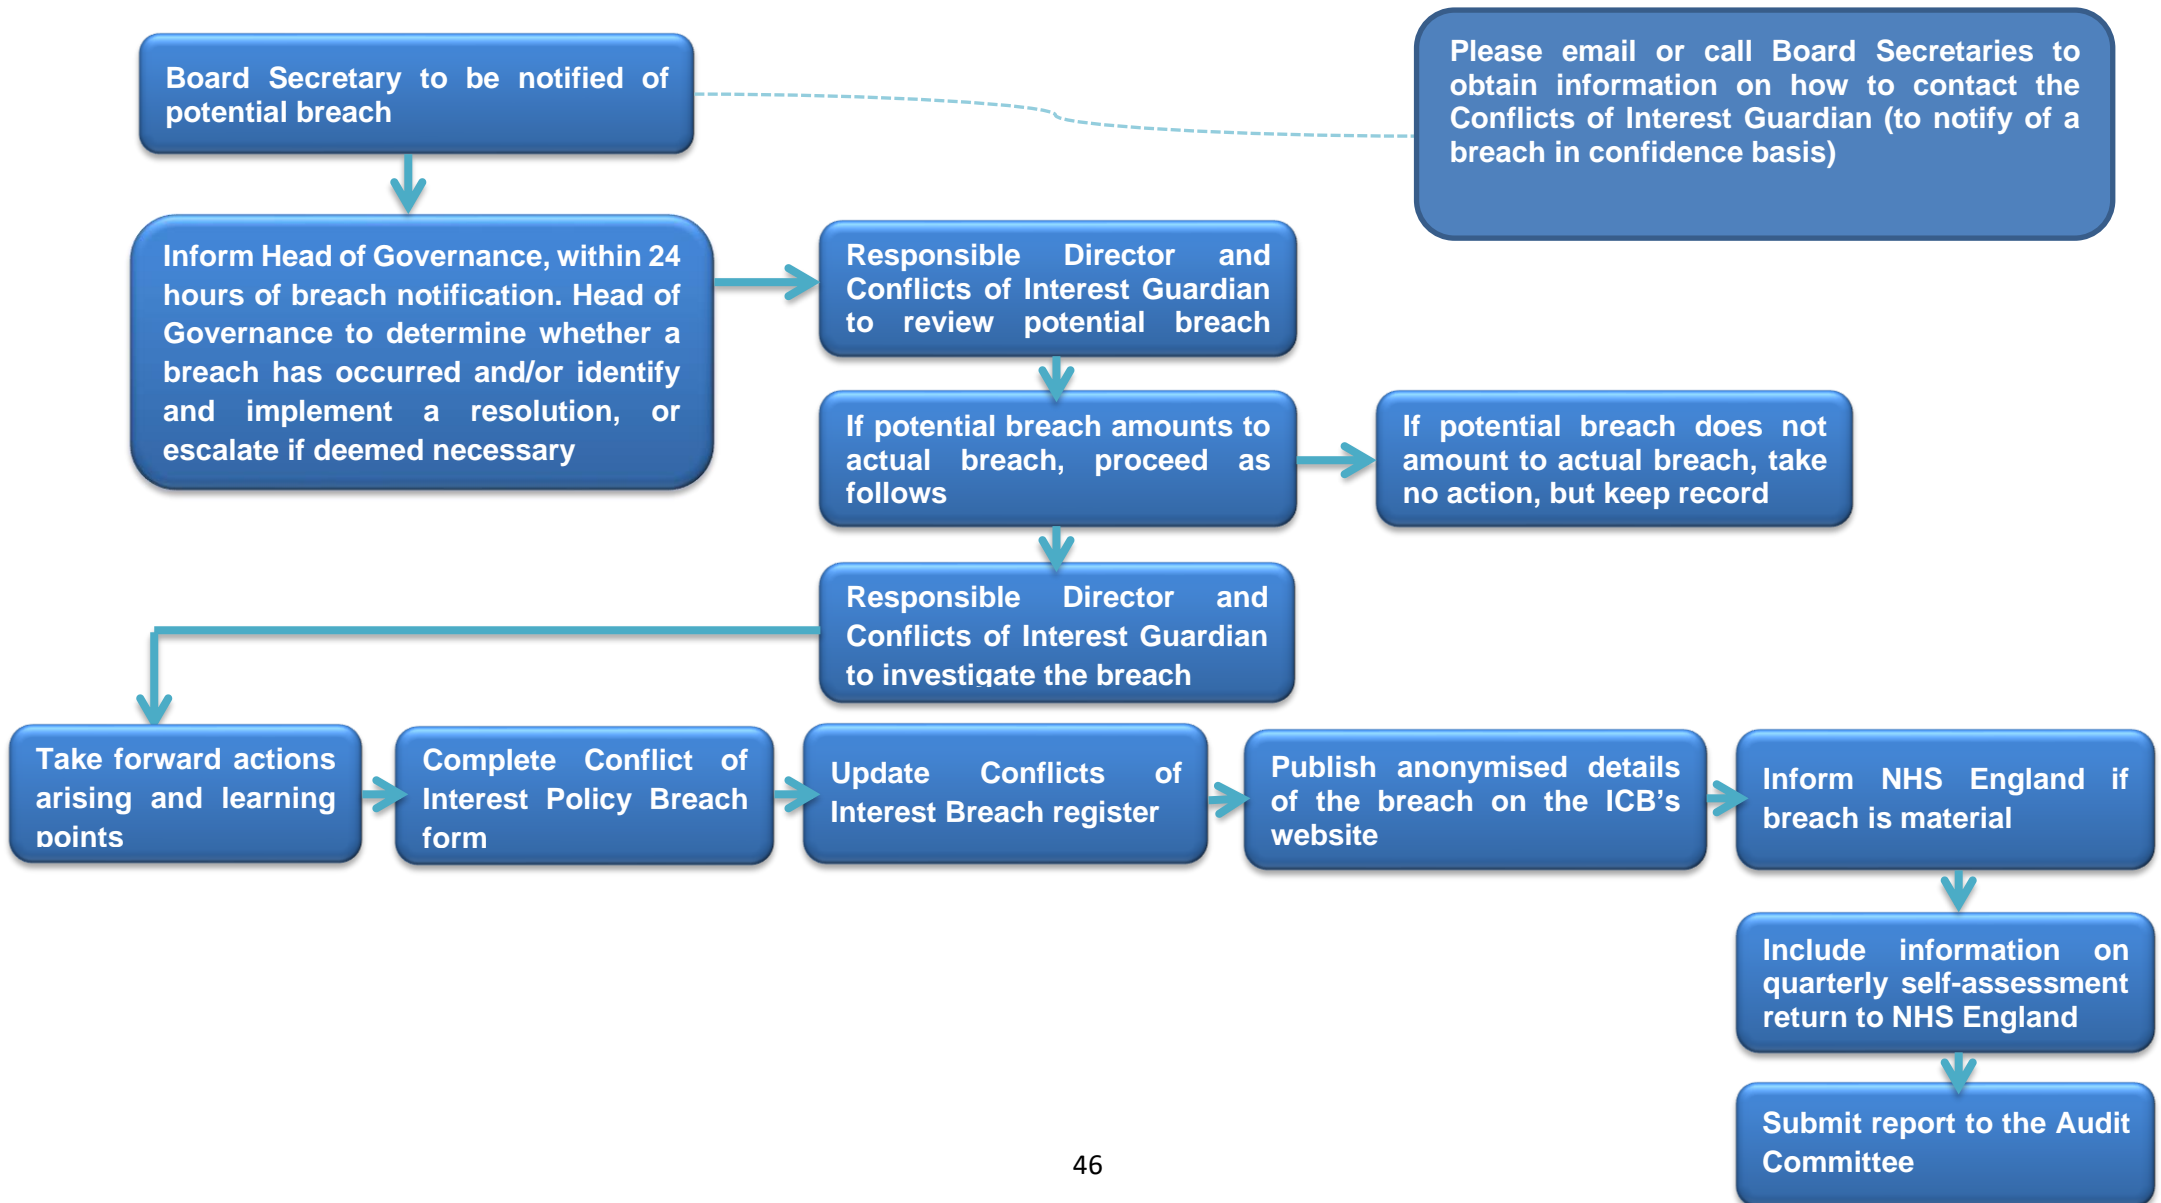 Board Secretary to be notified of
potential breach
Please email or call Board Secretaries to
obtain information on how to contact the
Conflicts of Interest Guardian (to notify of a
breach in confidence basis)
Inform Head of Governance, within 24
hours of breach notification. Head of
Governance to determine whether a
breach has occurred and/or identify
and implement a resolution, or
escalate if deemed necessary
Responsible Director and
Conflicts of Interest Guardian
to review potential breach
If potential breach amounts to
actual breach, proceed as
follows
If potential breach does not
amount to actual breach, take
no action, but keep record
Responsible Director and
Conflicts of Interest Guardian
to investigate the breach
Take forward actions
arising and learning
points
Complete Conflict of
Interest Policy Breach
form
Update Conflicts of
Interest Breach register
Publish anonymised details
of the breach on the ICB’s
website
Inform NHS England if
breach is material
Include information on
quarterly self-assessment
return to NHS England
Submit report to the Audit
Committee
46